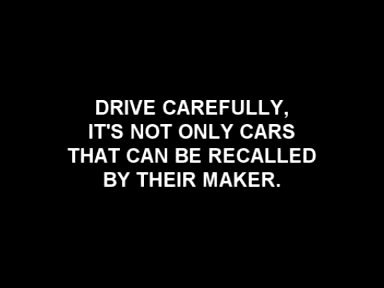 DRIVE CAREFULLY,
IT'S NOT ONLY CARS
THAT CAN BE RECALLED
BY THEIR MAKER.